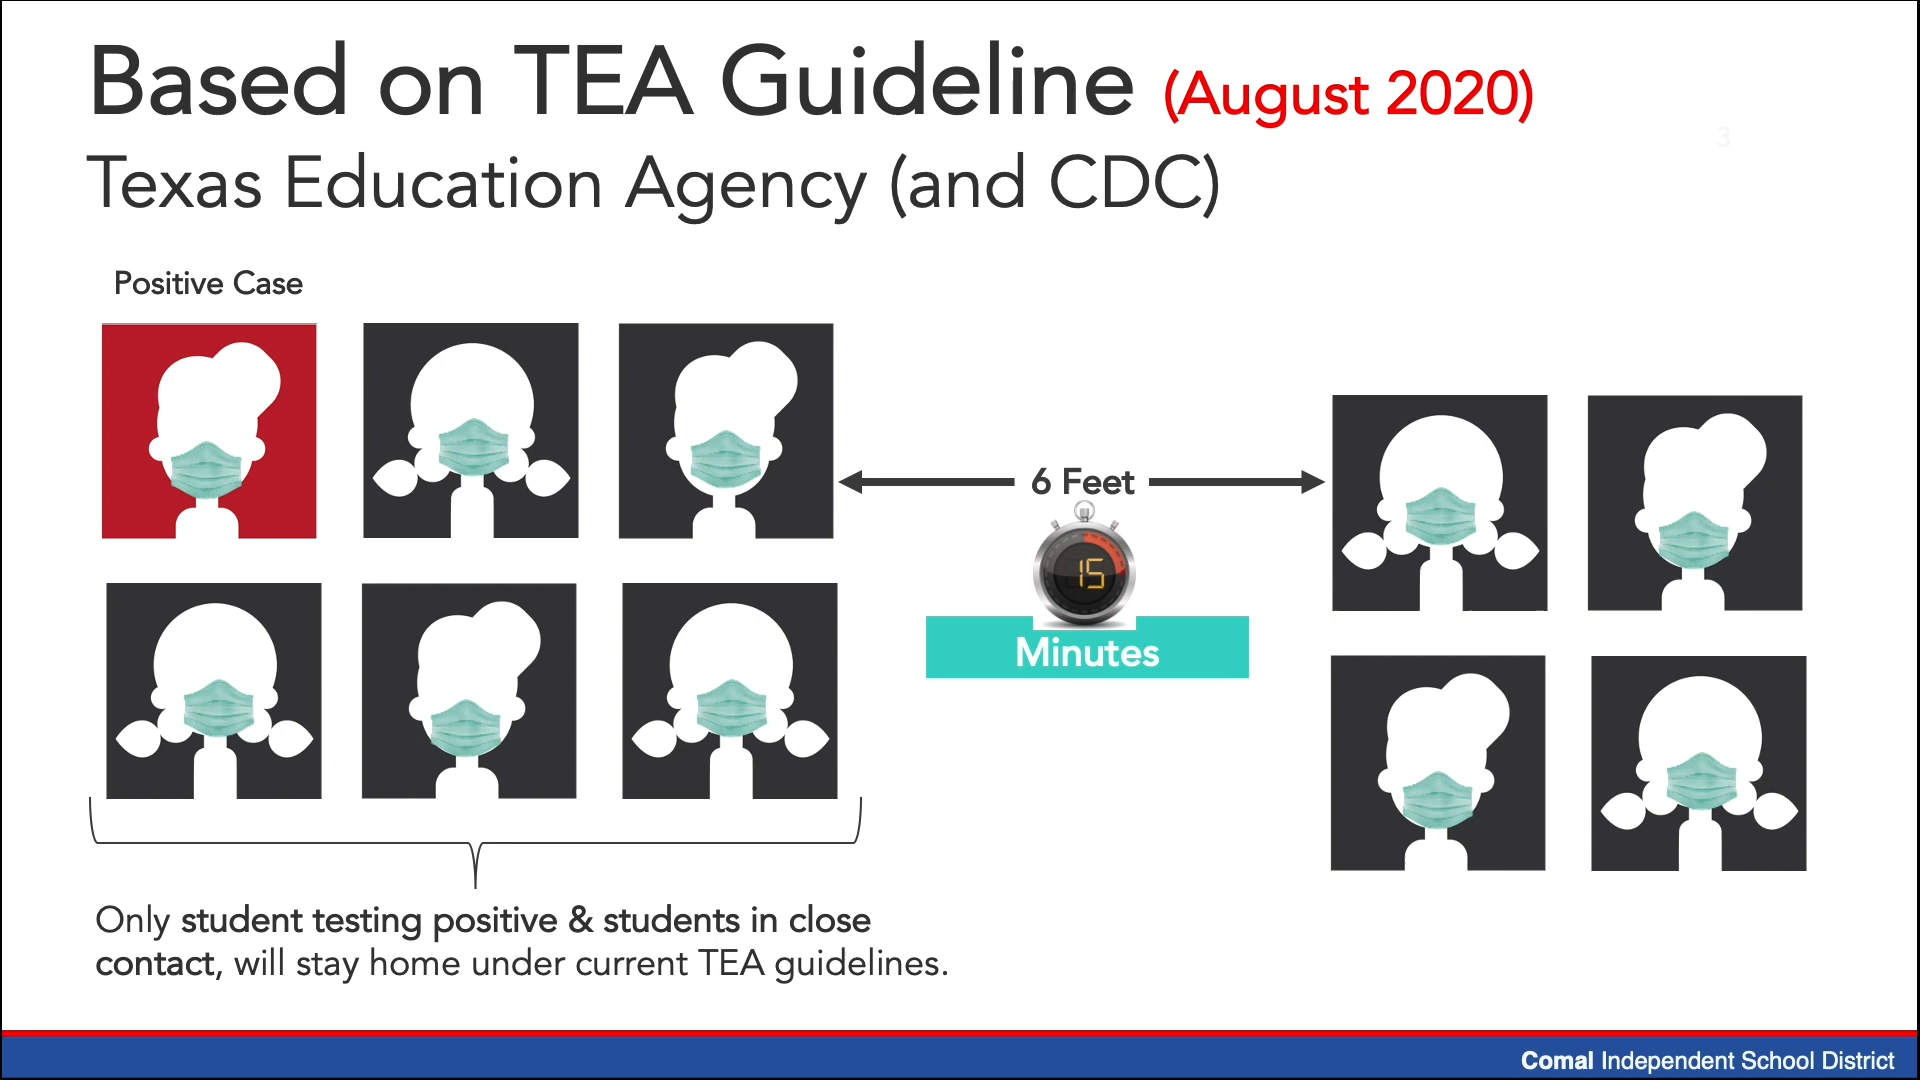 Based on TEA Guideline (August 2020)
3
Texas Education Agency (and CDC)
Positive Case
6 Feet
15
Minutes
Only student testing positive & students in close
contact, will stay home under current TEA guidelines.
Comal Independent School District